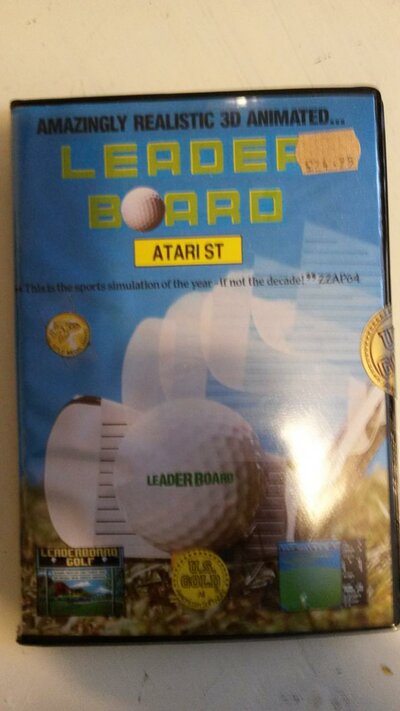 AMAZINGLY REALISTIC 3D ANIMATED...
LEADER
BOARD
ATARI ST
"This is the sports simulation of the year - if not the decade!" ZZAP64
LEADER BOARD
LEADERBOARD
GOLF
U.S.
GOLD